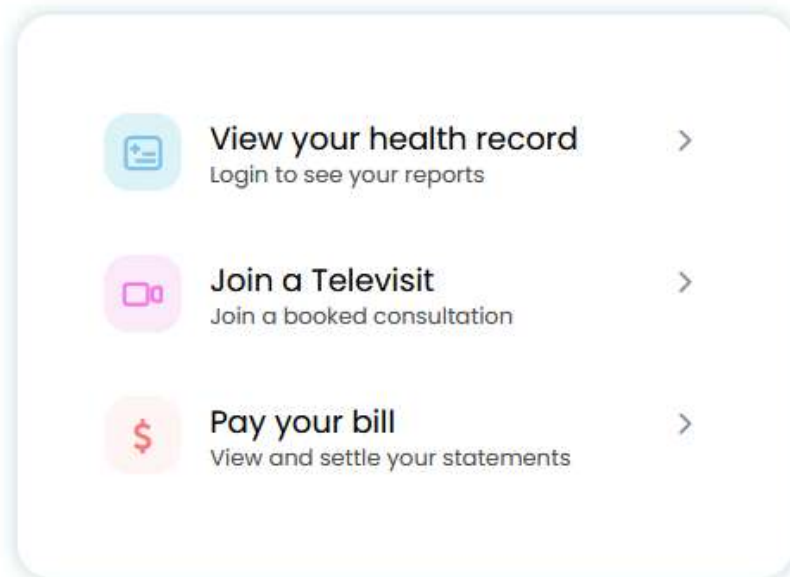 View your health record
Login to see your reports
Join a Televisit
Join a booked consultation
$
Pay your bill
View and settle your statements